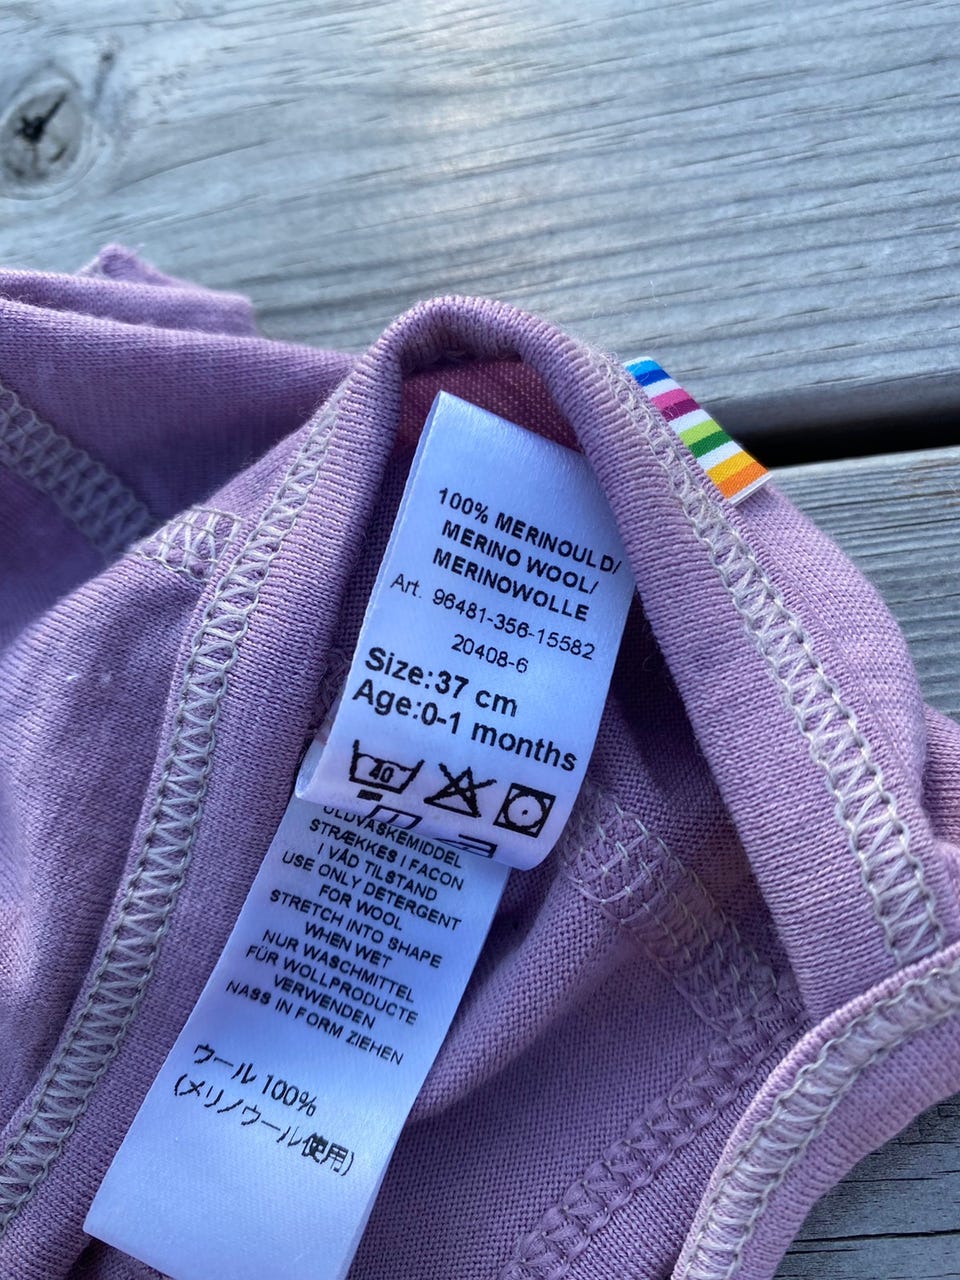 100% MERINOULD/
MERINO WOOL/
MERINOWOLLE
Art. 96481-356-15582
20408-6
Size:37 cm
Age:0-1 months
40
ULDVASKEMIDDEL
STRÆKKES I FACON
I VÅD TILSTAND
USE ONLY DETERGENT
FOR WOOL
STRETCH INTO SHAPE
WHEN WET
NUR WASCHMITTEL
FÜR WOLLPRODUCTE
VERWENDEN
NASS IN FORM ZIEHEN
ウール 100%
(メリノウール使用)